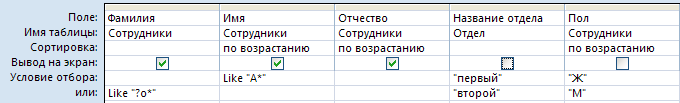 Поле: Фамилия Имя Отчество Название отдела Пол
Имя таблицы: Сотрудники Сотрудники Сотрудники Отдел Сотрудники
Сортировка: по возрастанию по возрастанию по возрастанию
Вывод на экран:
Условие отбора: Like "А*" "первый" "Ж"
или: Like "?о*" "второй" "М"